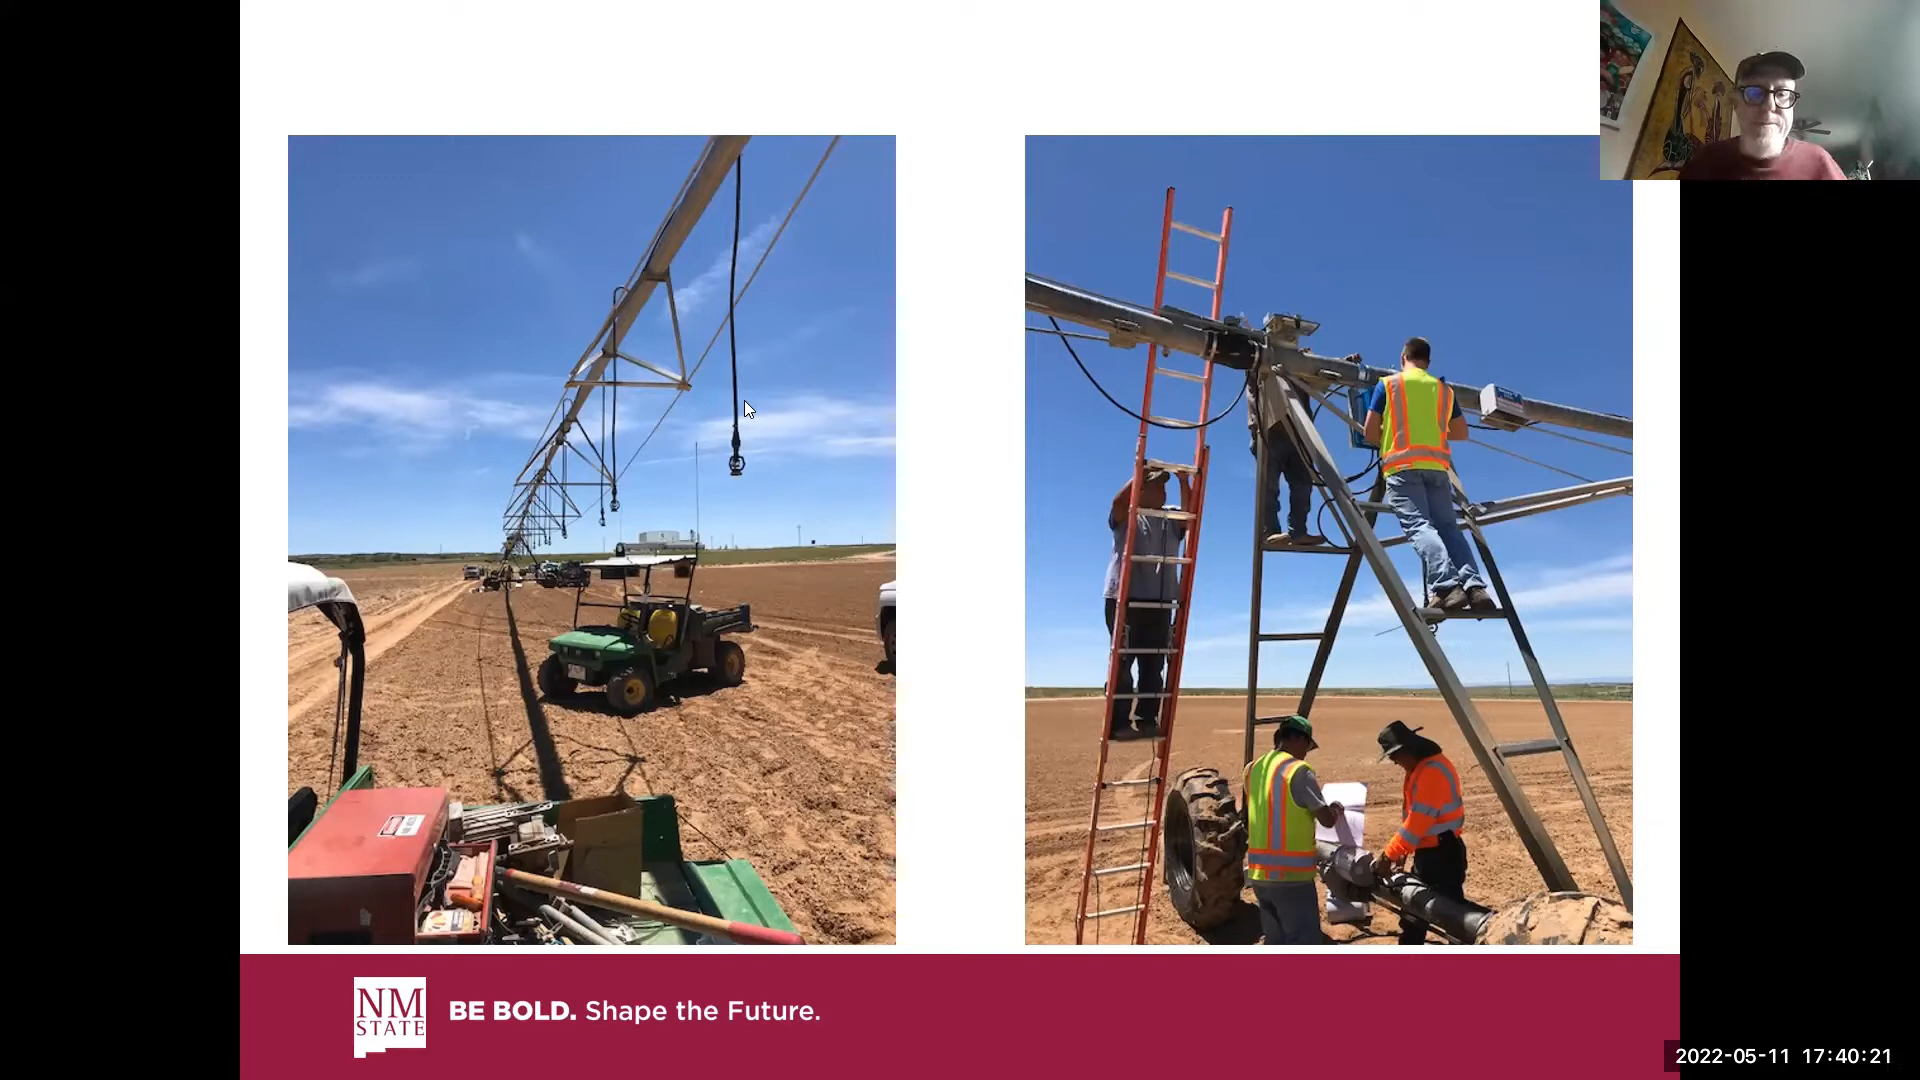 NM
STATE
BE BOLD. Shape the Future.
2022-05-11 17:40:21